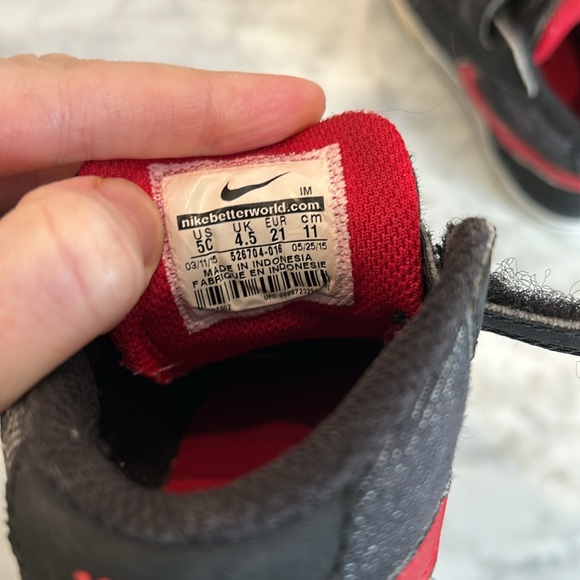 IM
nikebetterworld.com
US UK EUR cm
5C 4.5 21 11
03/11/15 526704-016 05/25/15
MADE IN INDONESIA
FABRIQUE EN INDONESIE